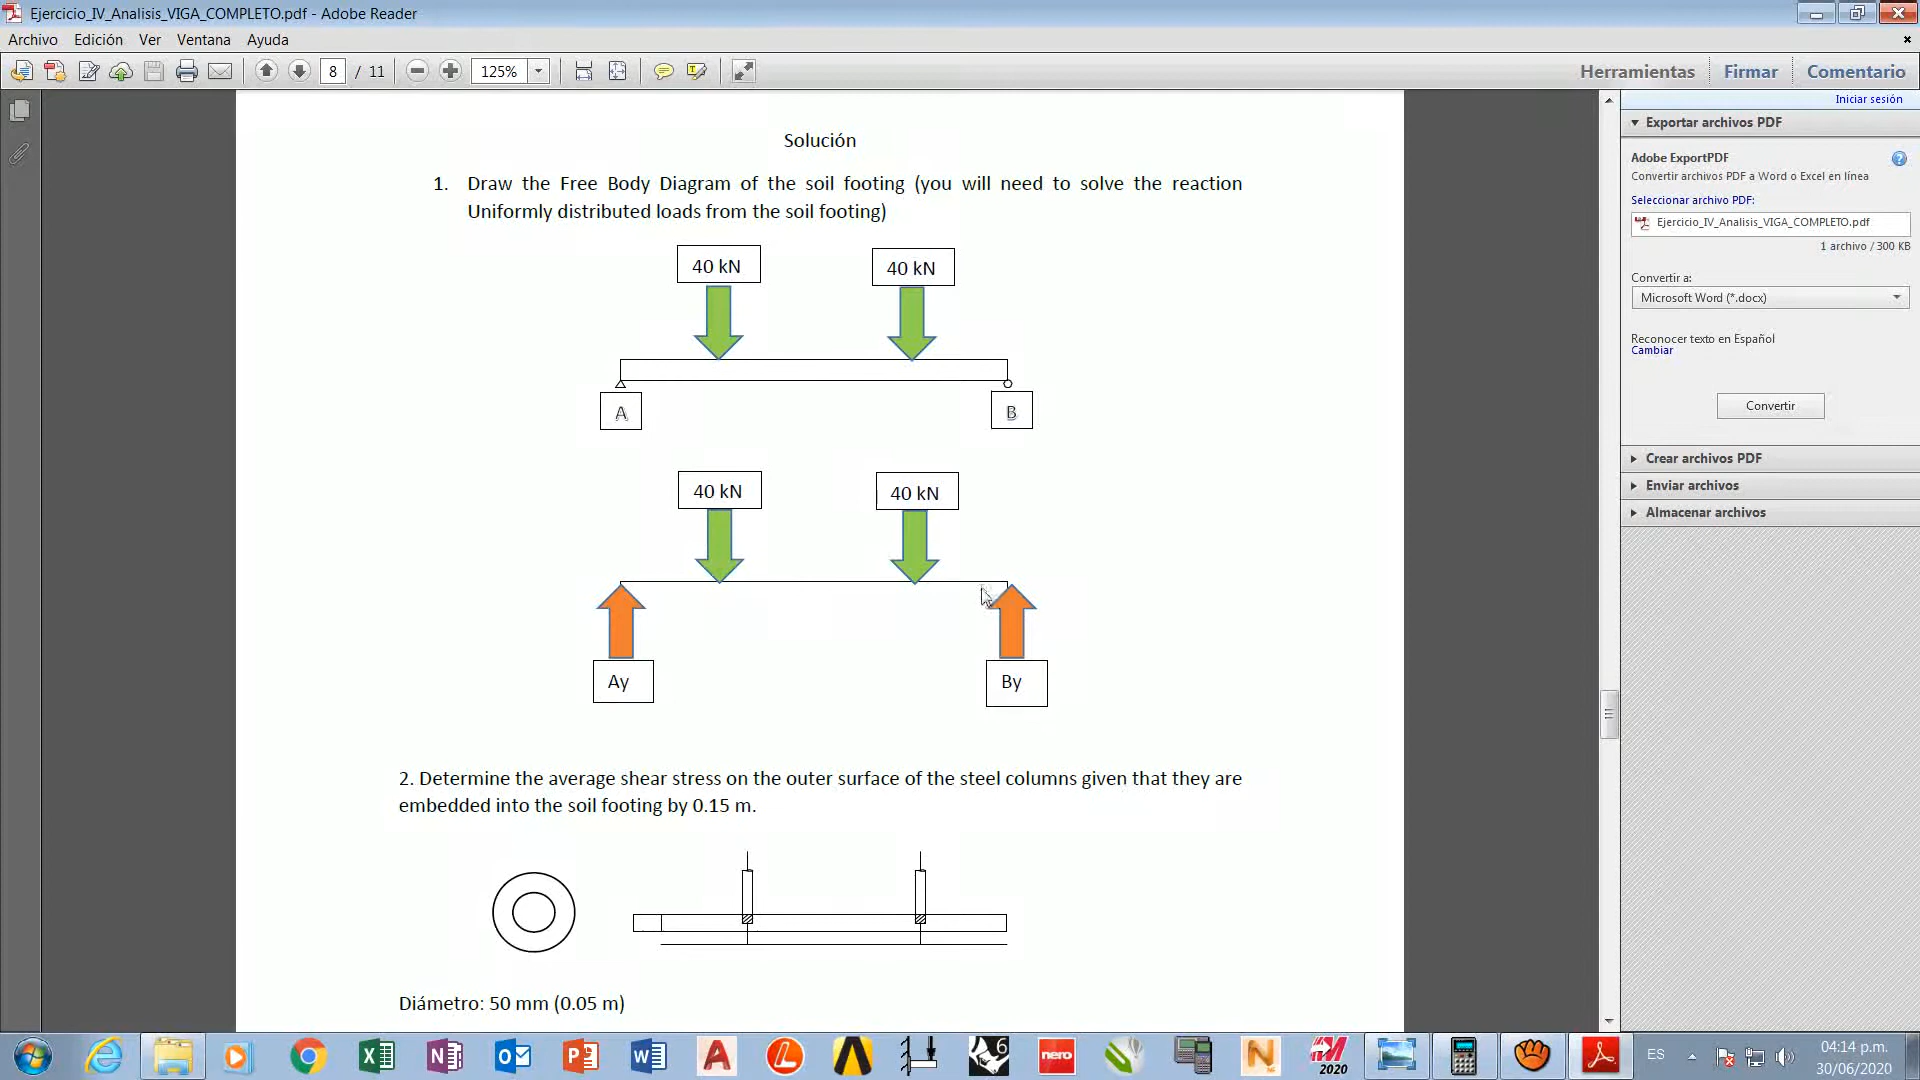 Ejercicio_IV_Analisis_VIGA_COMPLETO.pdf - Adobe Reader
Archivo Edición Ver Ventana Ayuda
8 / 11 125% Herramientas Firmar Comentario
Iniciar sesión
Exportar archivos PDF
Adobe ExportPDF
Convertir archivos PDF a Word o Excel en línea
Seleccionar archivo PDF:
Ejercicio_IV_Analisis_VIGA_COMPLETO.pdf
1 archivo / 300 KB
Convertir a:
Microsoft Word (*.docx)
Reconocer texto en Español
Cambiar
Convertir
Crear archivos PDF
Enviar archivos
Almacenar archivos
Solución
1. Draw the Free Body Diagram of the soil footing (you will need to solve the reaction
Uniformly distributed loads from the soil footing)
40 kN 40 kN
A B
40 kN 40 kN
Ay By
2. Determine the average shear stress on the outer surface of the steel columns given that they are
embedded into the soil footing by 0.15 m.
Diámetro: 50 mm (0.05 m)
nero
2020
ES
04:14 p.m.
30/06/2020